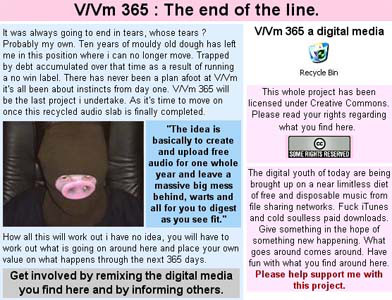 V/Vm 365 : The end of the line.
It was always going to end in tears, whose tears ?
Probably my own. Ten years of mouldy old dough has left
me in this position where i can no longer move. Trapped
by debt accumulated over that time as a result of running
a no win label. There has never been a plan afoot at V/Vm
it's all been about instincts from day one. V/Vm 365 will
be the last project i undertake. As it's time to move on
once this recycled audio slab is finally completed.
"The idea is
basically to create
and upload free
audio for one whole
year and leave a
massive big mess
behind, warts and
all for you to digest
as you see fit."
How all this will work out i have no idea, you will have to
work out what is going on around here and place your own
value on what happens through the next 365 days.
Get involved by remixing the digital media
you find here and by informing others.
V/Vm 365 a digital media
Recycle Bin
This whole project has been
licensed under Creative Commons.
Please read your rights regarding
what you find here.
cc
SOME RIGHTS RESERVED
The digital youth of today are being
brought up on a near limitless diet
of free and disposable music from
file sharing networks. Fuck iTunes
and cold soulless paid downloads.
Give something in the hope of
something new happening. What
goes around comes around. Have
fun with what you find around here.
Please help support me with
this project.